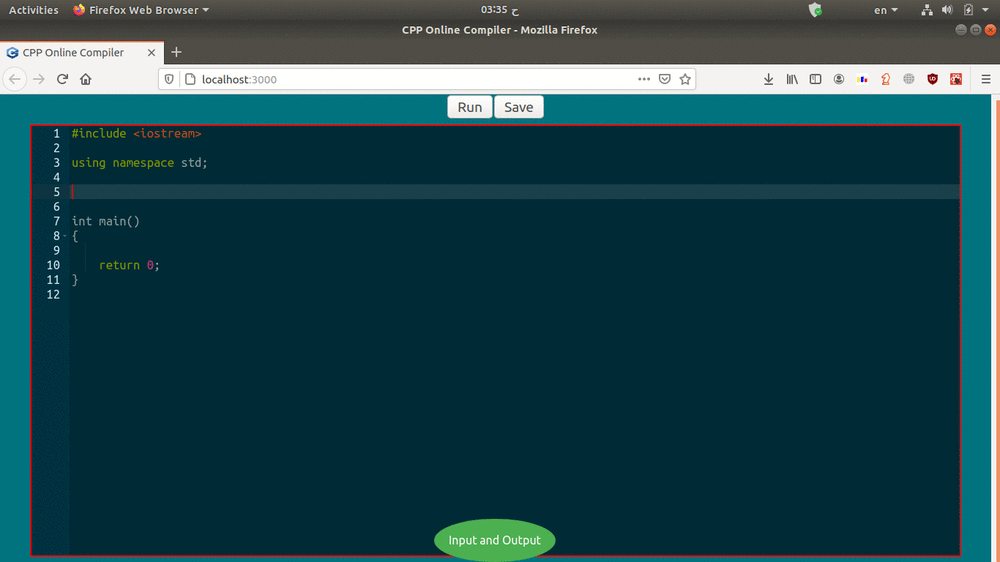 Activities Firefox Web Browser 03:35 ح en
CPP Online Compiler - Mozilla Firefox
CPP Online Compiler
localhost:3000
Run Save
1 #include <iostream>
2
3 using namespace std;
4
5
6
7 int main()
8 {
9
10 return 0;
11 }
12
Input and Output